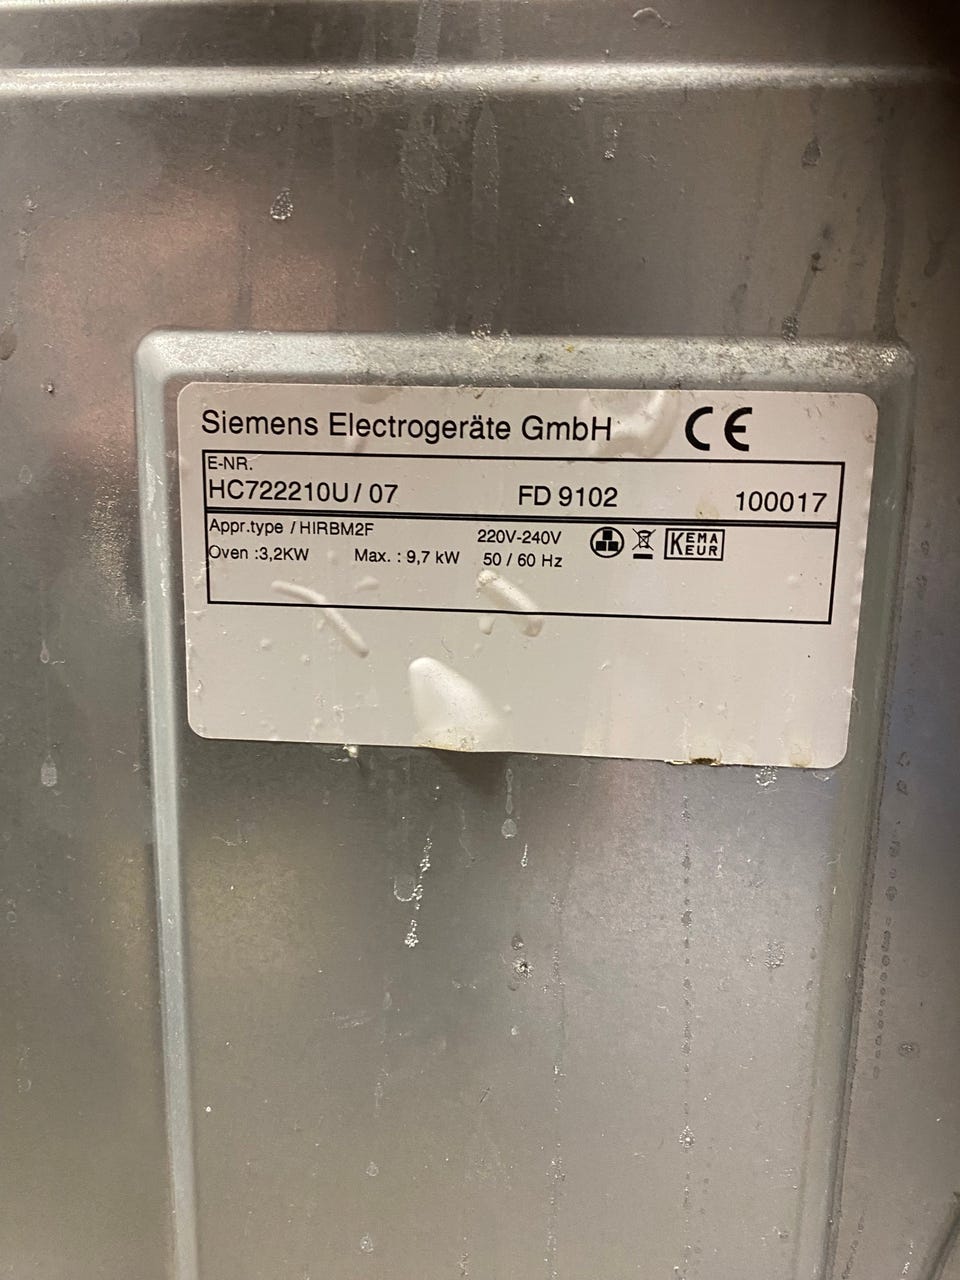 Siemens Electrogeräte GmbH CE
E-NR.
HC722210U / 07 FD 9102 100017
Appr.type / HIRBM2F 220V-240V
Oven :3,2KW Max. : 9,7 kW 50 / 60 Hz
KEMA
KEUR